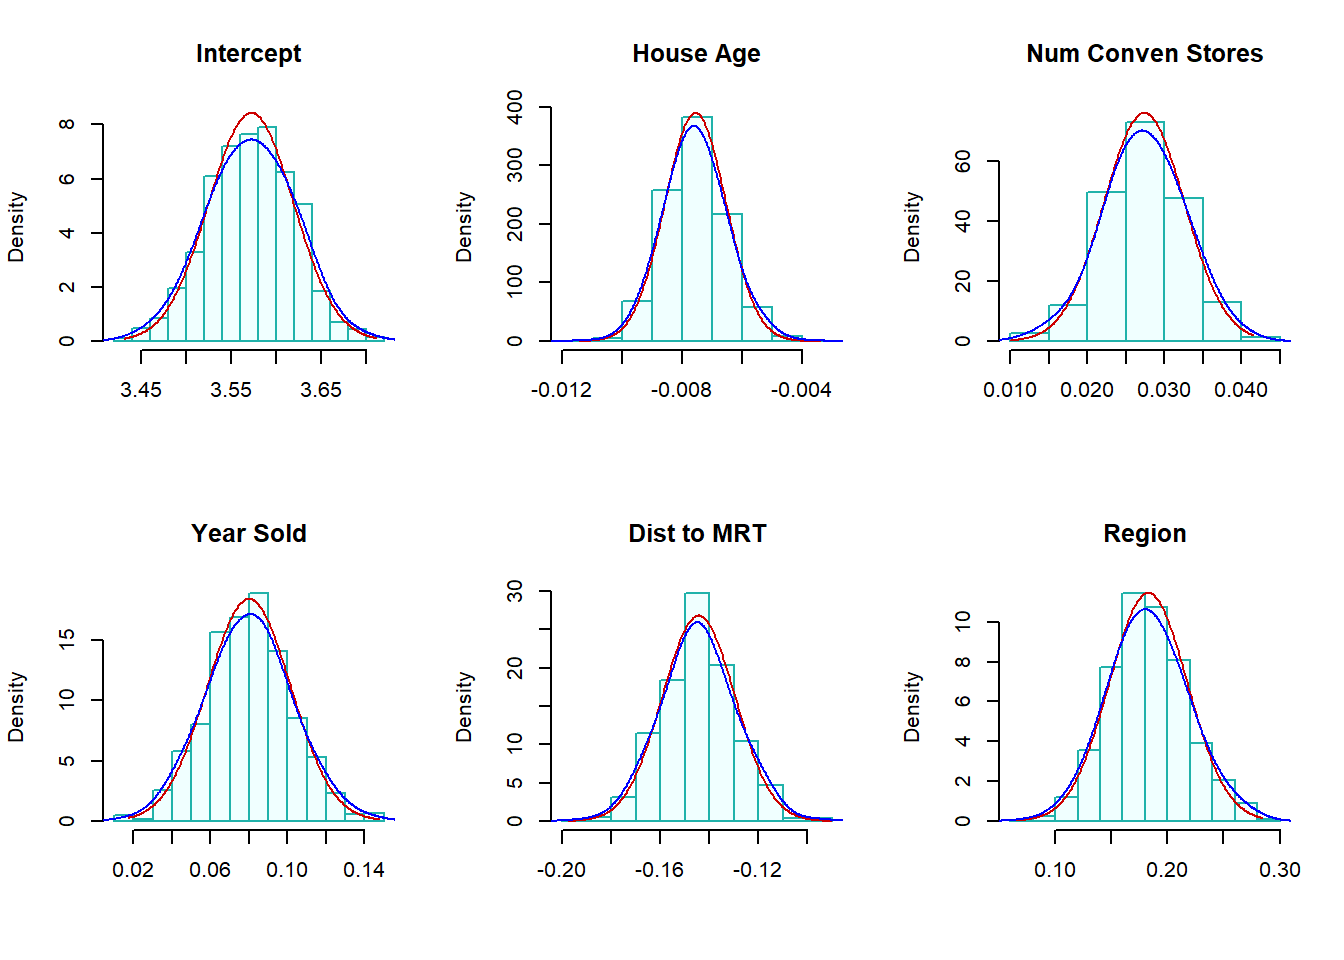 Intercept
House Age
Num Conven Stores
Density
0 2 4 6 8
3.45 3.55 3.65
Density
0 100 200 300 400
-0.012 -0.008 -0.004
Density
0 20 40 60
0.010 0.020 0.030 0.040
Year Sold
Dist to MRT
Region
Density
0 5 10 15
0.02 0.06 0.10 0.14
Density
0 5 10 20 30
-0.20 -0.16 -0.12
Density
0 2 4 6 8 10
0.10 0.20 0.30